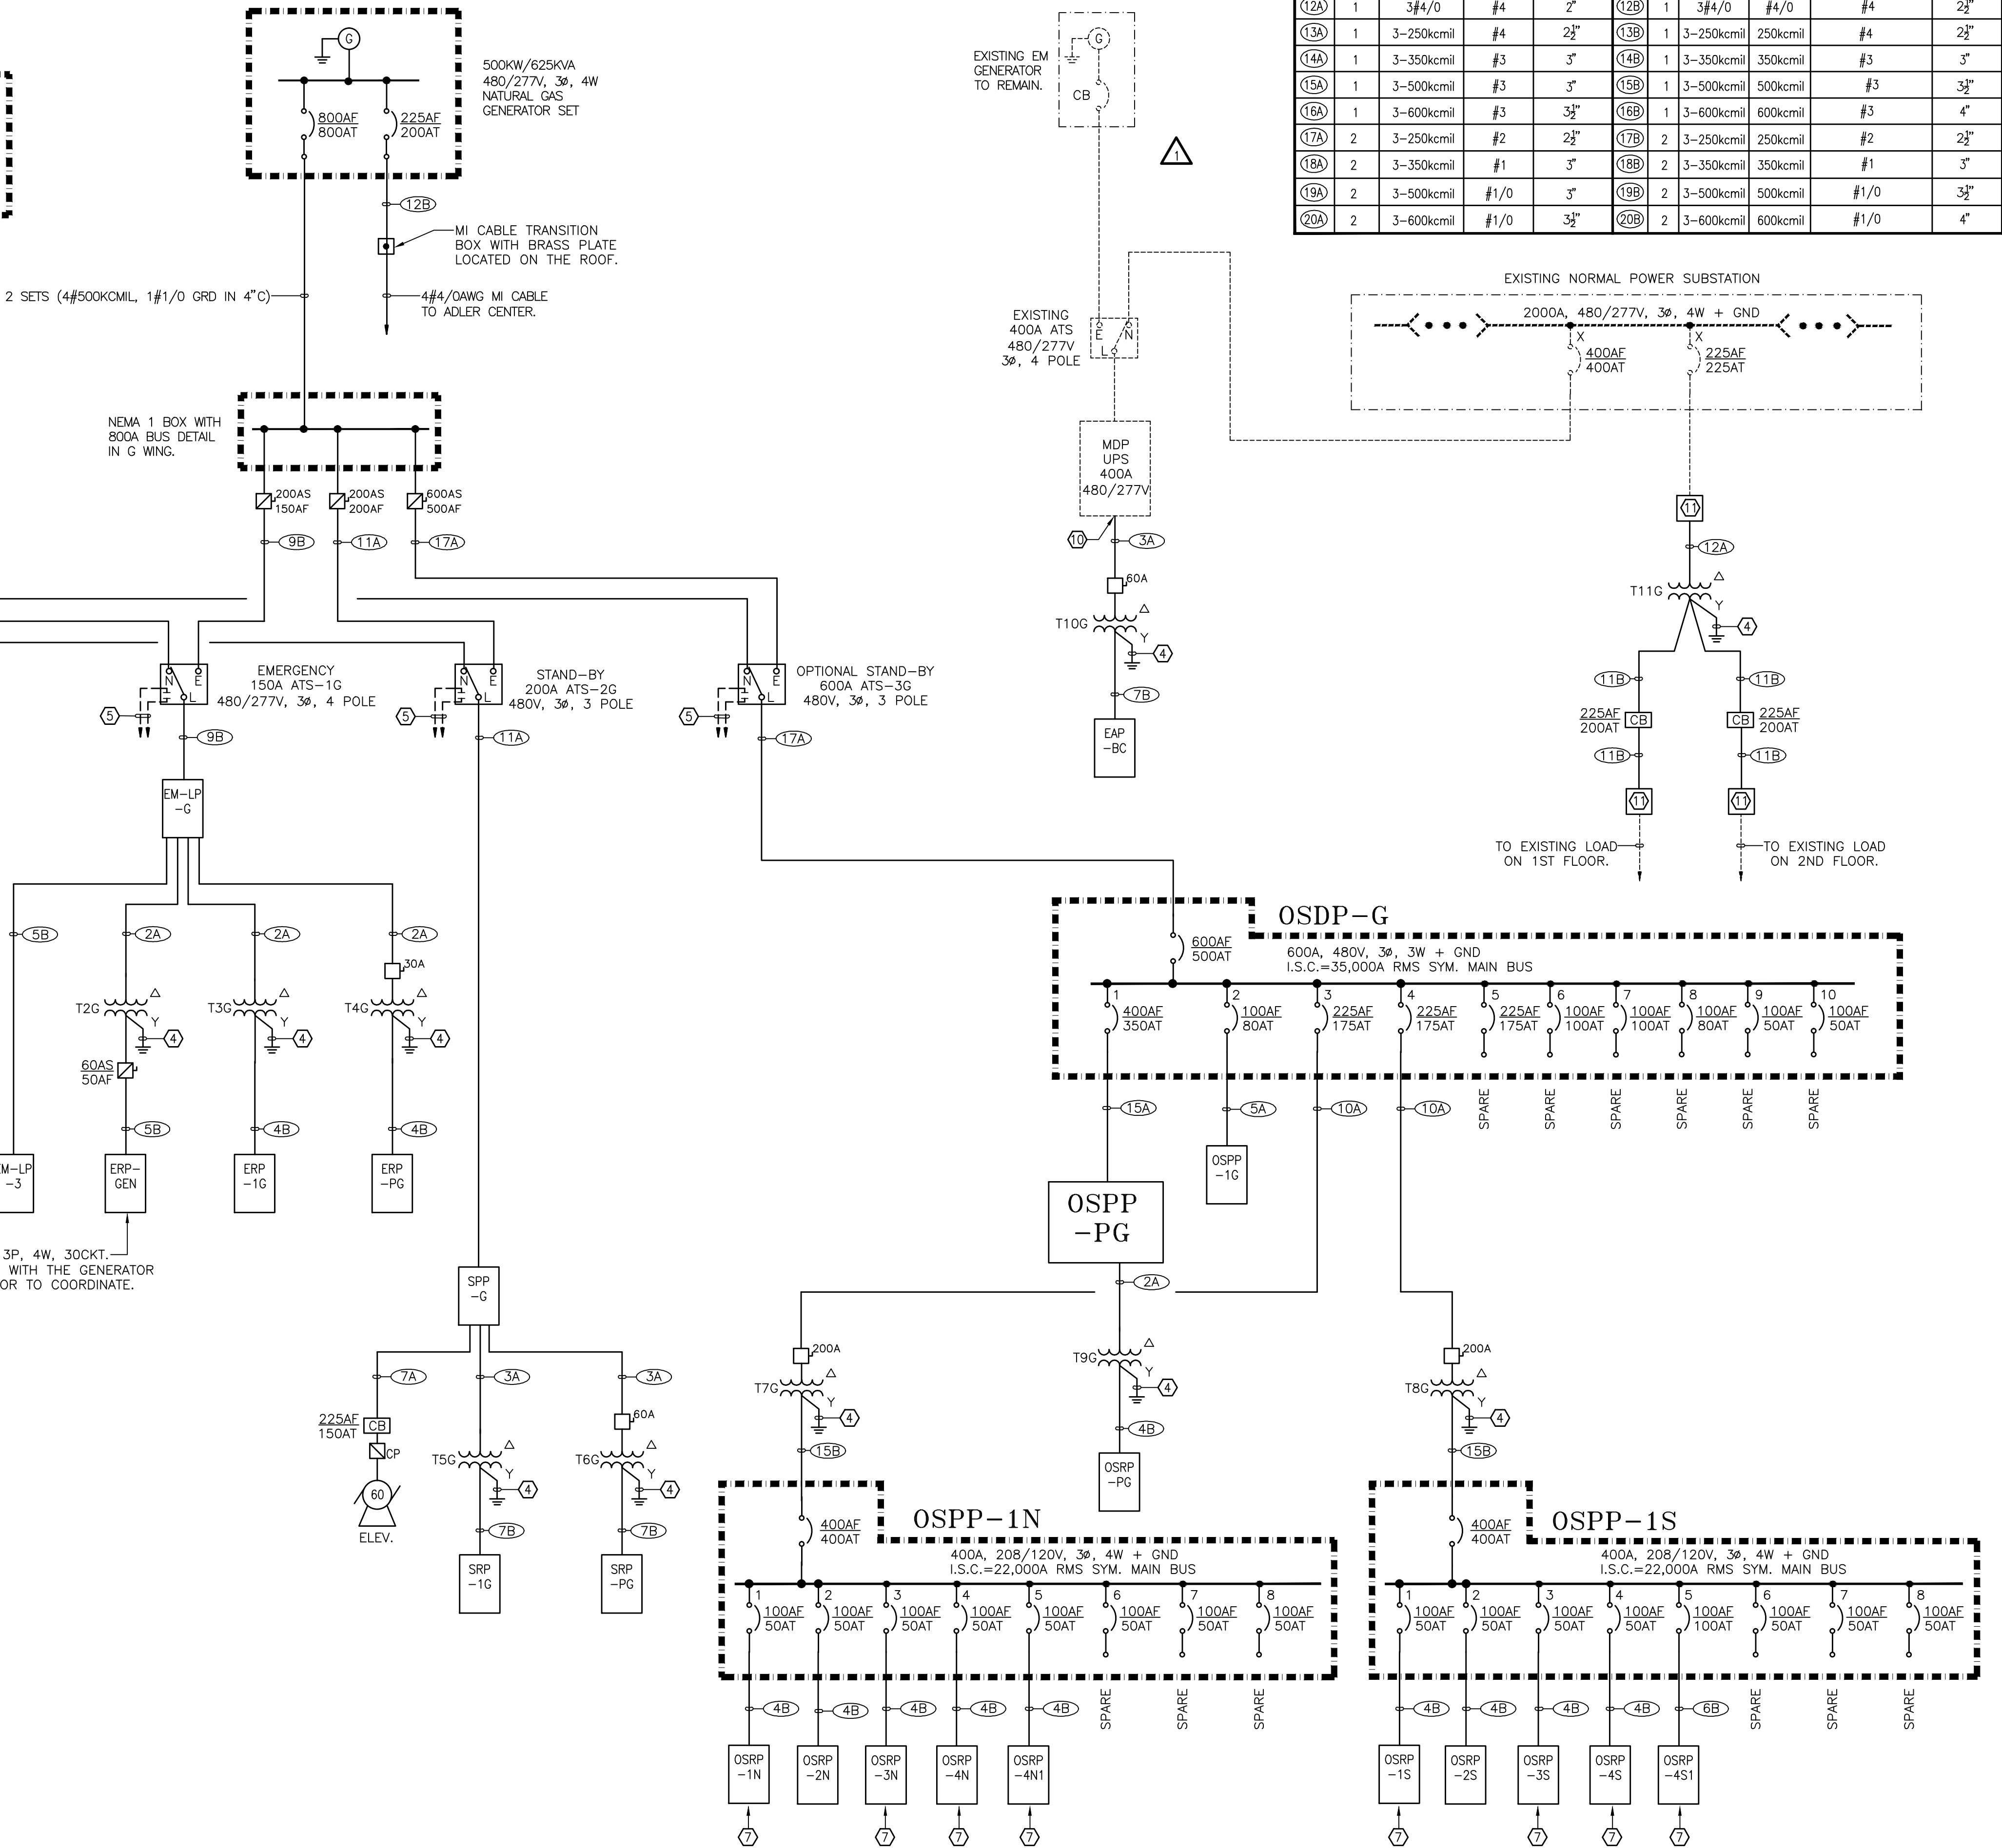 12A 1 3#4/0 #4 2" 12B 1 3#4/0 #4/0 #4 2½"
13A 1 3-250kcmil #4 2½" 13B 1 3-250kcmil 250kcmil #4 2½"
14A 1 3-350kcmil #3 3" 14B 1 3-350kcmil 350kcmil #3 3"
15A 1 3-500kcmil #3 3" 15B 1 3-500kcmil 500kcmil #3 3½"
16A 1 3-600kcmil #3 3½" 16B 1 3-600kcmil 600kcmil #3 4"
17A 2 3-250kcmil #2 2½" 17B 2 3-250kcmil 250kcmil #2 2½"
18A 2 3-350kcmil #1 3" 18B 2 3-350kcmil 350kcmil #1 3"
19A 2 3-500kcmil #1/0 3" 19B 2 3-500kcmil 500kcmil #1/0 3½"
20A 2 3-600kcmil #1/0 3½" 20B 2 3-600kcmil 600kcmil #1/0 4"
G
500KW/625KVA
480/277V, 3ø, 4W
NATURAL GAS
GENERATOR SET
800AF
800AT
225AF
200AT
12B
MI CABLE TRANSITION
BOX WITH BRASS PLATE
LOCATED ON THE ROOF.
2 SETS (4#500KCMIL, 1#1/0 GRD IN 4"C)
4#4/0AWG MI CABLE
TO ADLER CENTER.
EXISTING EM
GENERATOR
TO REMAIN.
G
CB
1
EXISTING
400A ATS
480/277V
3ø, 4 POLE
E
N
L
EXISTING NORMAL POWER SUBSTATION
2000A, 480/277V, 3ø, 4W + GND
X
400AF
400AT
X
225AF
225AT
NEMA 1 BOX WITH
800A BUS DETAIL
IN G WING.
200AS
150AF
200AS
200AF
600AS
500AF
9B
11A
17A
MDP
UPS
400A
480/277V
10
3A
60A
T10G
△
Y
4
7B
EAP
-BC
11
12A
T11G
△
Y
4
11B
11B
225AF
200AT
CB
CB
225AF
200AT
11B
11B
11
11
TO EXISTING LOAD
ON 1ST FLOOR.
TO EXISTING LOAD
ON 2ND FLOOR.
N
E
L
EMERGENCY
150A ATS-1G
480/277V, 3ø, 4 POLE
5
9B
N
E
L
STAND-BY
200A ATS-2G
480V, 3ø, 3 POLE
5
11A
N
E
L
OPTIONAL STAND-BY
600A ATS-3G
480V, 3ø, 3 POLE
5
17A
EM-LP
-G
5B
2A
2A
2A
30A
T2G
△
Y
4
T3G
△
Y
4
T4G
△
Y
4
60AS
50AF
5B
4B
4B
M-LP
-3
ERP-
GEN
ERP
-1G
ERP
-PG
3P, 4W, 30CKT.
WITH THE GENERATOR
OR TO COORDINATE.
OSDP-G
600AF
500AT
600A, 480V, 3ø, 3W + GND
I.S.C.=35,000A RMS SYM. MAIN BUS
1
400AF
350AT
2
100AF
80AT
3
225AF
175AT
4
225AF
175AT
5
225AF
175AT
6
100AF
100AT
7
100AF
100AT
8
100AF
80AT
9
100AF
50AT
10
100AF
50AT
15A
5A
10A
10A
SPARE
SPARE
SPARE
SPARE
SPARE
SPARE
OSPP
-1G
OSPP
-PG
2A
T9G
△
Y
4
4B
OSRP
-PG
SPP
-G
7A
3A
3A
225AF
150AT
CB
CP
60
ELEV.
T5G
△
Y
4
7B
SRP
-1G
60A
T6G
△
Y
4
7B
SRP
-PG
200A
T7G
△
Y
4
15B
200A
T8G
△
Y
4
15B
OSPP-1N
400AF
400AT
400A, 208/120V, 3ø, 4W + GND
I.S.C.=22,000A RMS SYM. MAIN BUS
1
100AF
50AT
2
100AF
50AT
3
100AF
50AT
4
100AF
50AT
5
100AF
50AT
6
100AF
50AT
7
100AF
50AT
8
100AF
50AT
4B
4B
4B
4B
4B
SPARE
SPARE
SPARE
OSRP
-1N
OSRP
-2N
OSRP
-3N
OSRP
-4N
OSRP
-4N1
7
7
7
7
OSPP-1S
400AF
400AT
400A, 208/120V, 3ø, 4W + GND
I.S.C.=22,000A RMS SYM. MAIN BUS
1
100AF
50AT
2
100AF
50AT
3
100AF
50AT
4
100AF
50AT
5
100AF
100AT
6
100AF
50AT
7
100AF
50AT
8
100AF
50AT
4B
4B
4B
4B
6B
SPARE
SPARE
SPARE
OSRP
-1S
OSRP
-2S
OSRP
-3S
OSRP
-4S
OSRP
-4S1
7
7
7
7